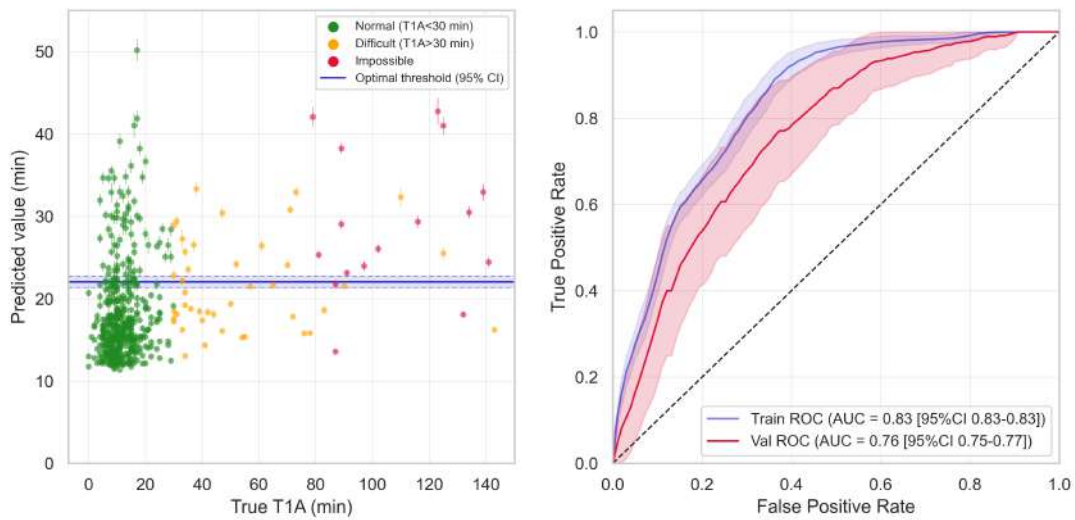 Normal (T1A<30 min)
Difficult (T1A>30 min)
Impossible
Optimal threshold (95% CI)
Predicted value (min)
50
40
30
20
10
0
0
20
40
60
80
100
120
140
True T1A (min)
True Positive Rate
1.0
0.8
0.6
0.4
0.2
0.0
Train ROC (AUC = 0.83 [95%CI 0.83-0.83])
Val ROC (AUC = 0.76 [95%CI 0.75-0.77])
0.0
0.2
0.4
0.6
0.8
1.0
False Positive Rate